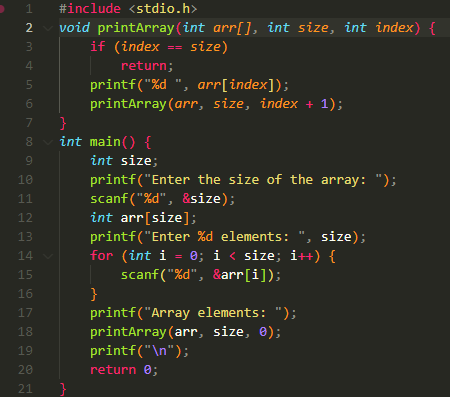 1 #include <stdio.h>
2 void printArray(int arr[], int size, int index) {
3     if (index == size)
4         return;
5     printf("%d ", arr[index]);
6     printArray(arr, size, index + 1);
7 }
8 int main() {
9     int size;
10     printf("Enter the size of the array: ");
11     scanf("%d", &size);
12     int arr[size];
13     printf("Enter %d elements: ", size);
14     for (int i = 0; i < size; i++) {
15         scanf("%d", &arr[i]);
16     }
17     printf("Array elements: ");
18     printArray(arr, size, 0);
19     printf("\n");
20     return 0;
21 }